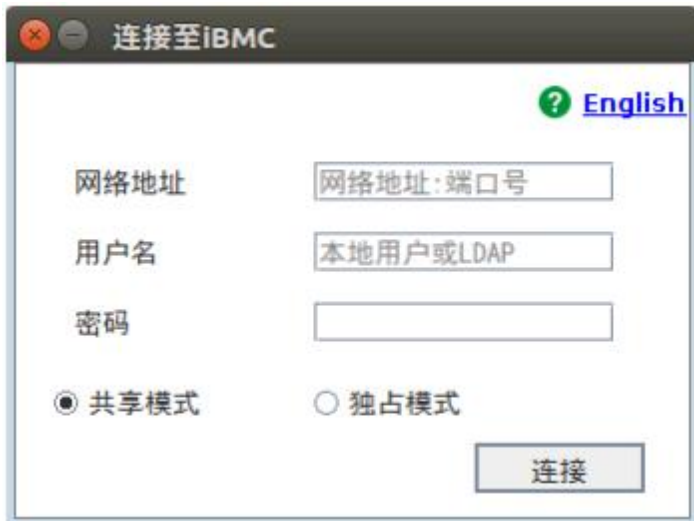 连接至iBMC
? English
网络地址 网络地址:端口号
用户名 本地用户或LDAP
密码
共享模式 独占模式
连接